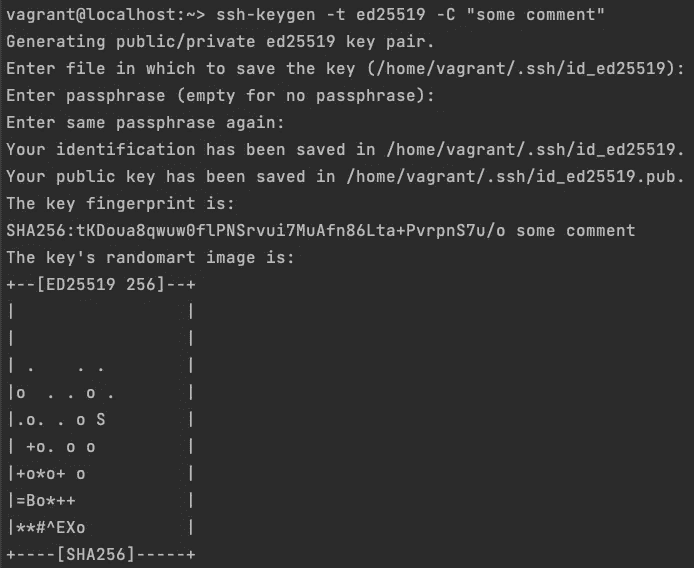 vagrant@localhost:~> ssh-keygen -t ed25519 -C "some comment"
Generating public/private ed25519 key pair.
Enter file in which to save the key (/home/vagrant/.ssh/id_ed25519):
Enter passphrase (empty for no passphrase):
Enter same passphrase again:
Your identification has been saved in /home/vagrant/.ssh/id_ed25519.
Your public key has been saved in /home/vagrant/.ssh/id_ed25519.pub.
The key fingerprint is:
SHA256:tKDoua8qwuw0flPNSrvui7MuAfn86Lta+PvrpnS7u/o some comment
The key's randomart image is:
+--[ED25519 256]--+
|                 |
|                 |
| .    . .        |
|o  . . o .       |
|.o. . o S        |
| +o. o o         |
|+o*o+ o          |
|=Bo*++           |
|**#^EXo          |
+----[SHA256]-----+